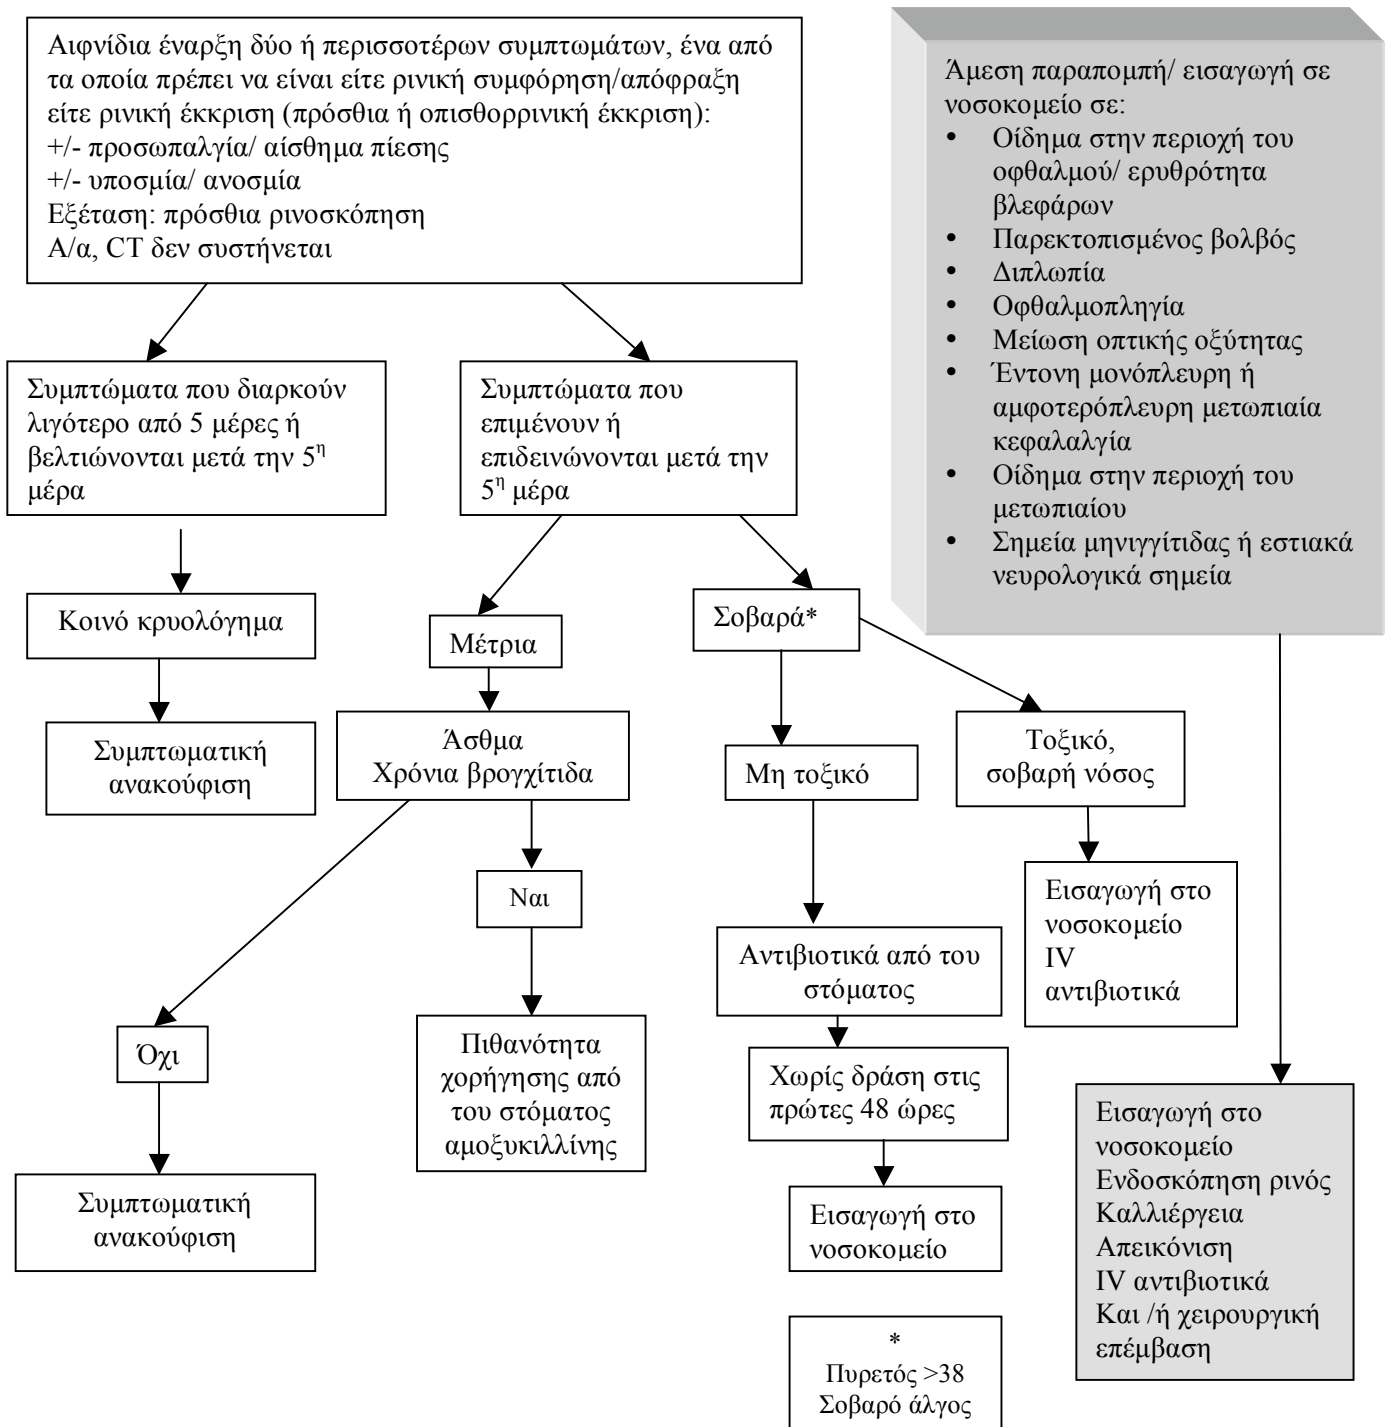 Αιφνίδια έναρξη δύο ή περισσοτέρων συμπτωμάτων, ένα από
τα οποία πρέπει να είναι είτε ρινική συμφόρηση/απόφραξη
είτε ρινική έκκριση (πρόσθια ή οπισθορρινική έκκριση):
+/- προσωπαλγία/ αίσθημα πίεσης
+/- υποσμία/ ανοσμία
Εξέταση: πρόσθια ρινοσκόπηση
Α/α, CT δεν συστήνεται
Άμεση παραπομπή/ εισαγωγή σε
νοσοκομείο σε:
• Οίδημα στην περιοχή του
οφθαλμού/ ερυθρότητα
βλεφάρων
• Παρεκτοπισμένος βολβός
• Διπλωπία
• Οφθαλμοπληγία
• Μείωση οπτικής οξύτητας
• Έντονη μονόπλευρη ή
αμφοτερόπλευρη μετωπιαία
κεφαλαλγία
• Οίδημα στην περιοχή του
μετωπιαίου
• Σημεία μηνιγγίτιδας ή εστιακά
νευρολογικά σημεία
Συμπτώματα που διαρκούν
λιγότερο από 5 μέρες ή
βελτιώνονται μετά την 5η
μέρα
Συμπτώματα που
επιμένουν ή
επιδεινώνονται μετά την
5η μέρα
Κοινό κρυολόγημα
Μέτρια
Σοβαρά*
Συμπτωματική
ανακούφιση
Άσθμα
Χρόνια βρογχίτιδα
Μη τοξικό
Τοξικό,
σοβαρή νόσος
Ναι
Εισαγωγή στο
νοσοκομείο
IV
αντιβιοτικά
Αντιβιοτικά από του
στόματος
Όχι
Πιθανότητα
χορήγησης από
του στόματος
αμοξυκιλλίνης
Χωρίς δράση στις
πρώτες 48 ώρες
Συμπτωματική
ανακούφιση
Εισαγωγή στο
νοσοκομείο
Εισαγωγή στο
νοσοκομείο
Ενδοσκόπηση ρινός
Καλλιέργεια
Απεικόνιση
IV αντιβιοτικά
Και /ή χειρουργική
επέμβαση
*
Πυρετός >38
Σοβαρό άλγος